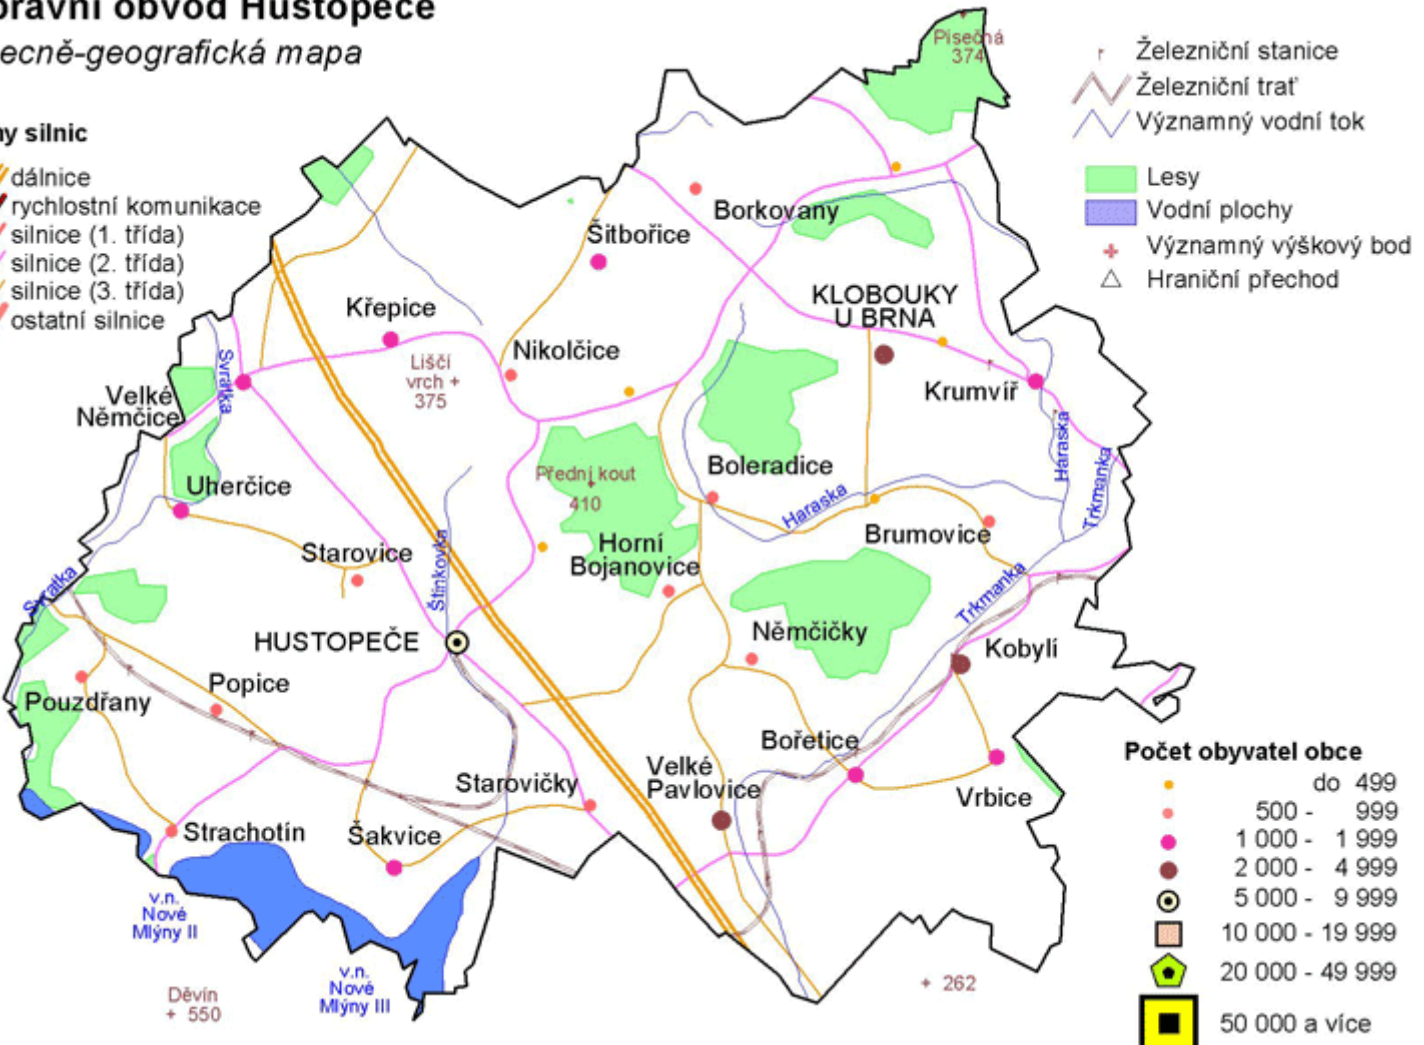 právní obvod Hustopeče
ecně-geografická mapa
ny silnic
dálnice
rychlostní komunikace
silnice (1. třída)
silnice (2. třída)
silnice (3. třída)
ostatní silnice
Železniční stanice
Železniční trať
Významný vodní tok
Lesy
Vodní plochy
Významný výškový bod
Hraniční přechod
Písečná
374
Borkovany
Šitbořice
KLOBOUKY
U BRNA
Křepice
Nikolčice
Liščí
vrch +
375
Krumvíř
Svratka
Velké
Němčice
Haraska
Trkmanka
Boleradice
Přední kout
410
Uherčice
Haraska
Brumovice
Starovice
Štinkovka
Horní
Bojanovice
Svratka
Trkmanka
Němčičky
HUSTOPEČE
Kobylí
Pouzdřany
Popice
Bořetice
Velké
Pavlovice
Starovičky
Vrbice
Strachotín
Šakvice
v.n.
Nové
Mlýny II
v.n.
Nové
Mlýny III
Děvín
+ 550
+ 262
Počet obyvatel obce
do 499
500 - 999
1 000 - 1 999
2 000 - 4 999
5 000 - 9 999
10 000 - 19 999
20 000 - 49 999
50 000 a více